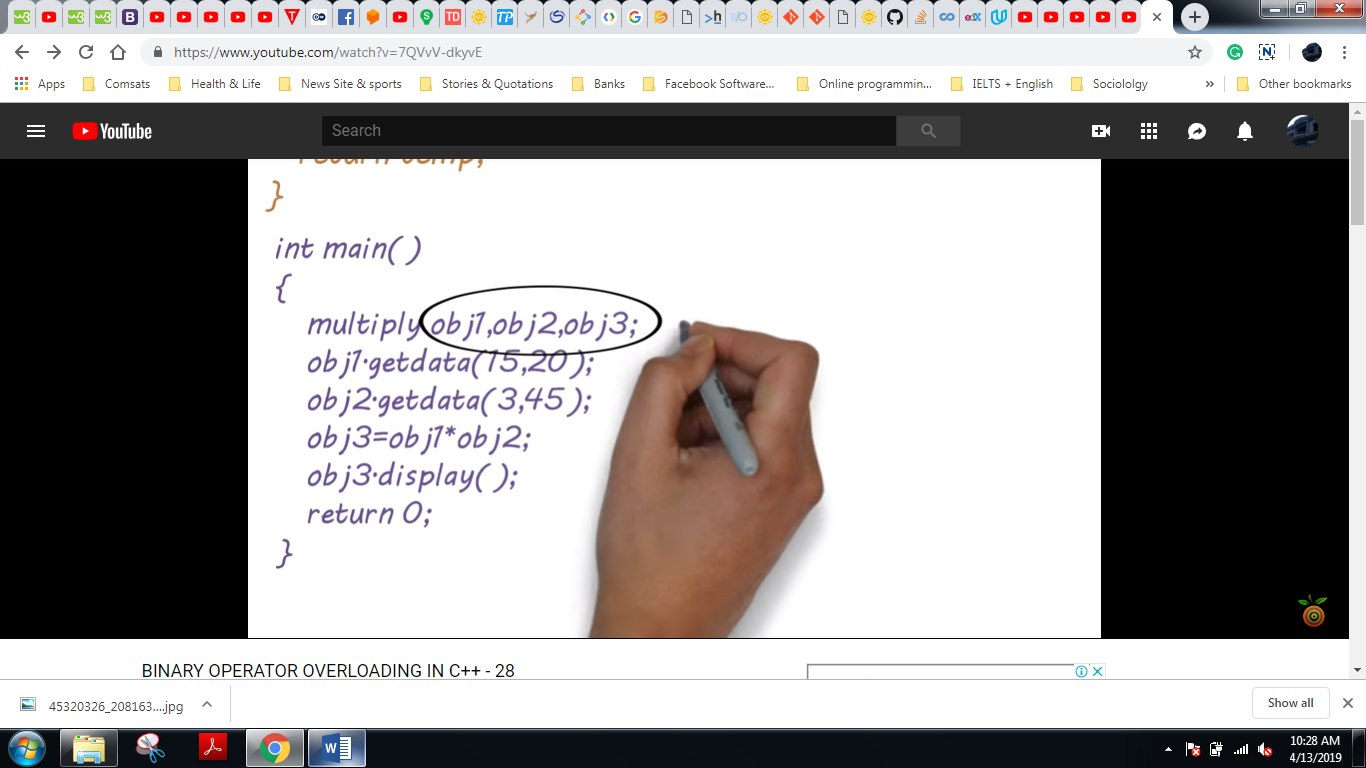 https://www.youtube.com/watch?v=7QVvV-dkyvE
Apps Comsats Health & Life News Site & sports Stories & Quotations Banks Facebook Software... Online programmin... IELTS + English Sociololgy » Other bookmarks
YouTube
Search
return temp;
}
int main( )
{
multiply obj1,obj2,obj3;
obj1·getdata(15,20 );
obj2·getdata( 3,45 );
obj3=obj1*obj2;
obj3·display( );
return 0;
}
BINARY OPERATOR OVERLOADING IN C++ - 28
45320326_208163....jpg
Show all
10:28 AM
4/13/2019